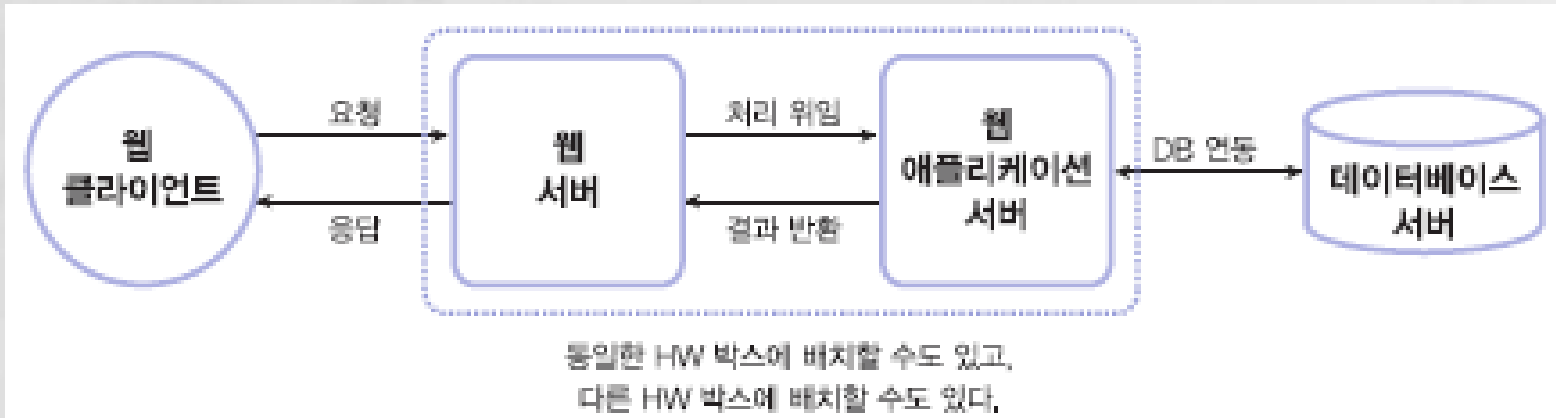 웹
클라이언트
요청
응답
웹
서버
처리 위임
결과 반환
웹
애플리케이션
서버
DB 연동
데이터베이스
서버
동일한 HW 박스에 배치할 수도 있고,
다른 HW 박스에 배치할 수도 있다.